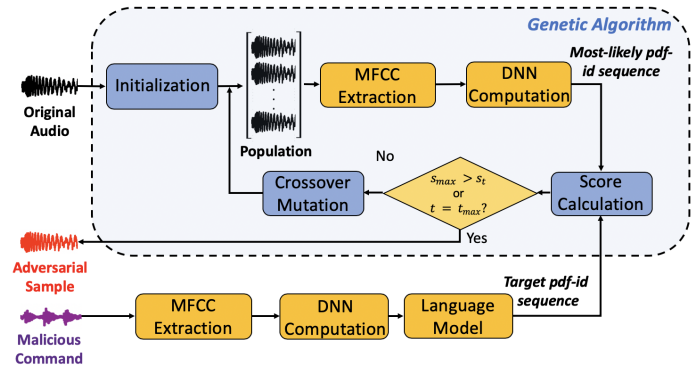 Genetic Algorithm
Most-likely pdf-
id sequence
Original
Audio
Initialization
Population
MFCC
Extraction
DNN
Computation
No
Crossover
Mutation
s_max > s_t
or
t = t_max?
Score
Calculation
Yes
Adversarial
Sample
Target pdf-id
sequence
Malicious
Command
MFCC
Extraction
DNN
Computation
Language
Model